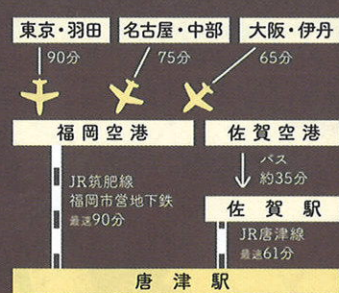 東京・羽田
名古屋・中部
大阪・伊丹
90分
75分
65分
福岡空港
佐賀空港
バス
約35分
JR筑肥線
福岡市営地下鉄
最速90分
佐賀駅
JR唐津線
最速61分
唐津駅